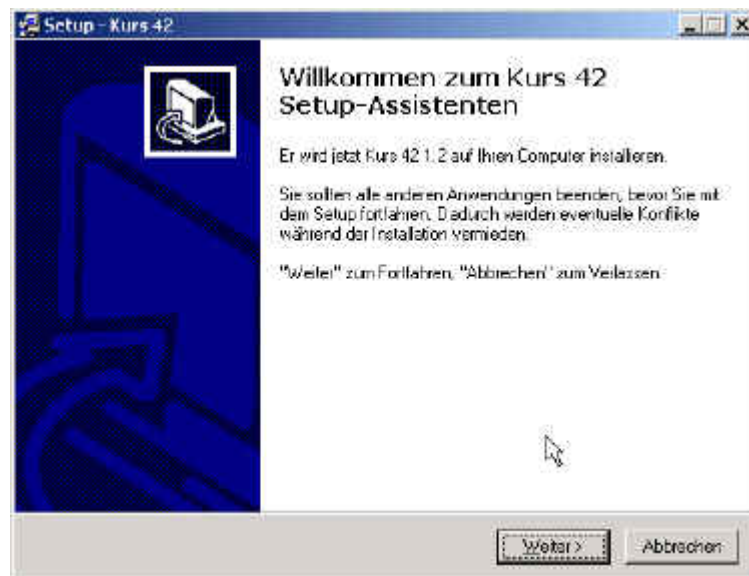 Setup - Kurs 42
Willkommen zum Kurs 42
Setup-Assistenten
Er wird jetzt Kurs 42 1.2 auf Ihren Computer installieren.
Sie sollten alle anderen Anwendungen beenden, bevor Sie mit
dem Setup fortfahren. Dadurch werden eventuelle Konflikte
während der Installation vermieden.
"Weiter" zum Fortfahren, "Abbrechen" zum Verlassen.
Weiter >
Abbrechen